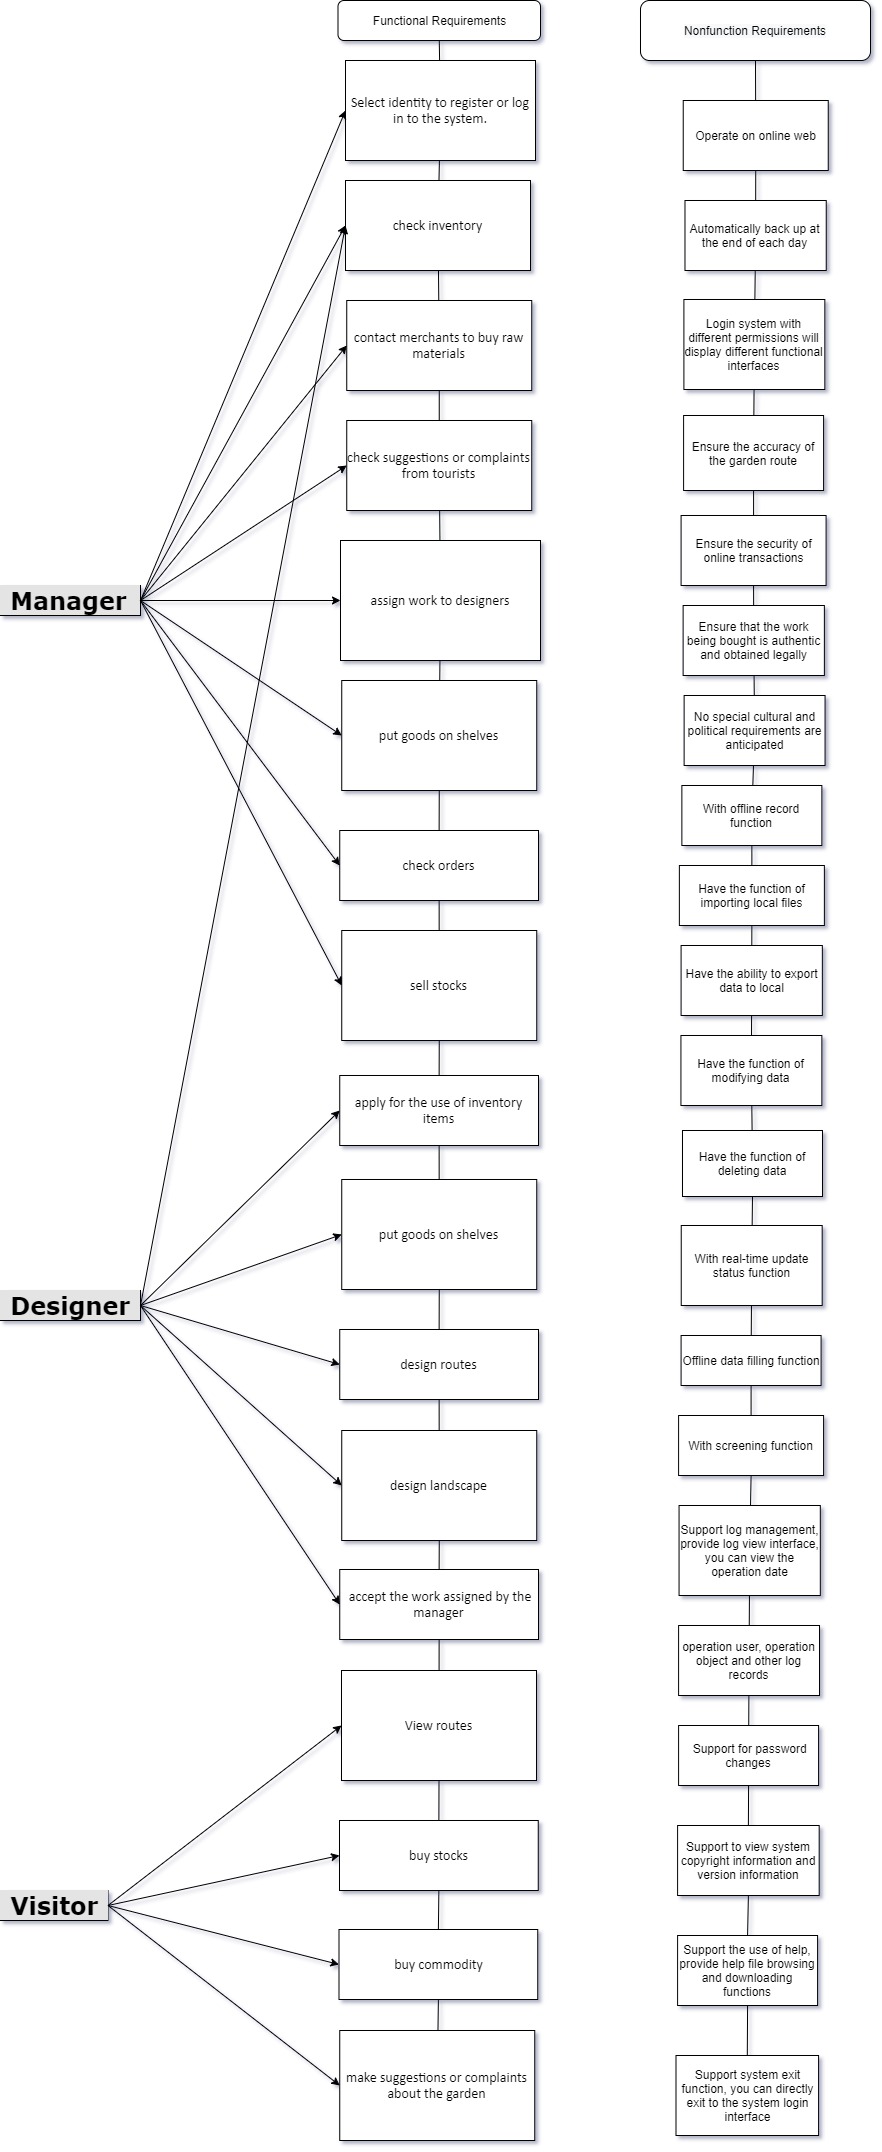 Functional Requirements
Select identity to register or log
in to the system.
check inventory
contact merchants to buy raw
materials
check suggestions or complaints
from tourists
Manager
assign work to designers
put goods on shelves
check orders
sell stocks
apply for the use of inventory
items
put goods on shelves
Designer
design routes
design landscape
accept the work assigned by the
manager
View routes
buy stocks
Visitor
buy commodity
make suggestions or complaints
about the garden
Nonfunction Requirements
Operate on online web
Automatically back up at
the end of each day
Login system with
different permissions will
display different functional
interfaces
Ensure the accuracy of
the garden route
Ensure the security of
online transactions
Ensure that the work
being bought is authentic
and obtained legally
No special cultural and
political requirements are
anticipated
With offline record
function
Have the function of
importing local files
Have the ability to export
data to local
Have the function of
modifying data
Have the function of
deleting data
With real-time update
status function
Offline data filling function
With screening function
Support log management,
provide log view interface,
you can view the
operation date
operation user, operation
object and other log
records
Support for password
changes
Support to view system
copyright information and
version information
Support the use of help,
provide help file browsing
and downloading
functions
Support system exit
function, you can directly
exit to the system login
interface